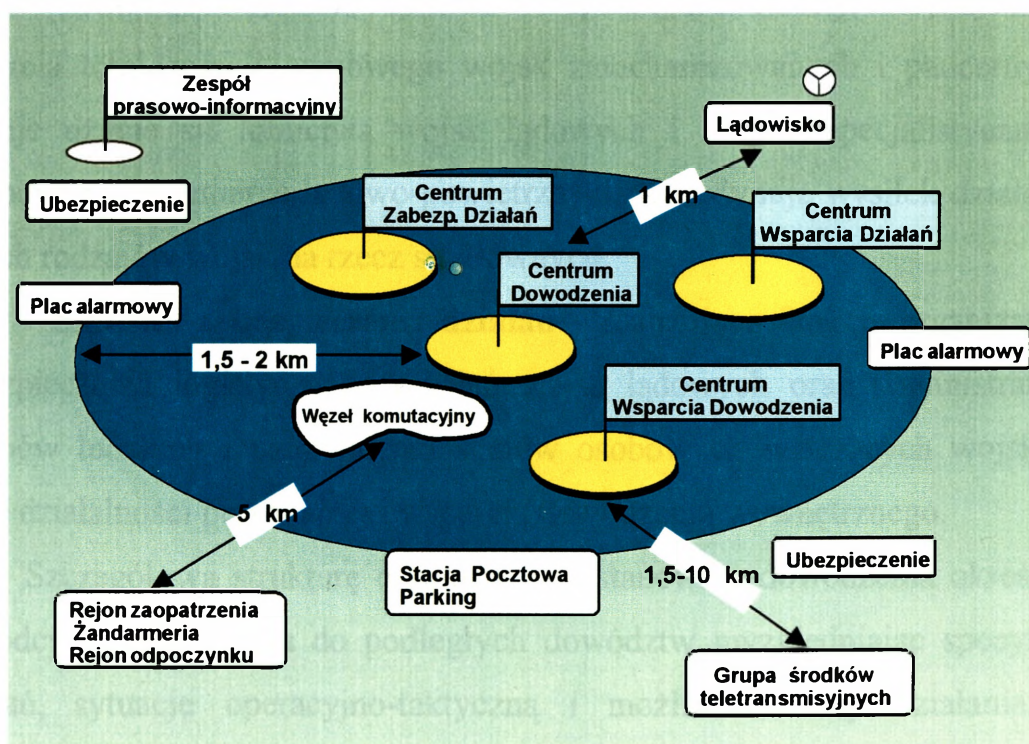 Zespół
prasowo-informacyjny
Lądowisko
Ubezpieczenie
1 km
Centrum
Zabezp. Działań
Centrum
Wsparcia Działań
Centrum
Dowodzenia
Plac alarmowy
1,5 - 2 km
Plac alarmowy
Węzeł komutacyjny
Centrum
Wsparcia Dowodzenia
5 km
Stacja Pocztowa
Parking
Ubezpieczenie
1,5-10 km
Rejon zaopatrzenia
Żandarmeria
Rejon odpoczynku
Grupa środków
teletransmisyjnych